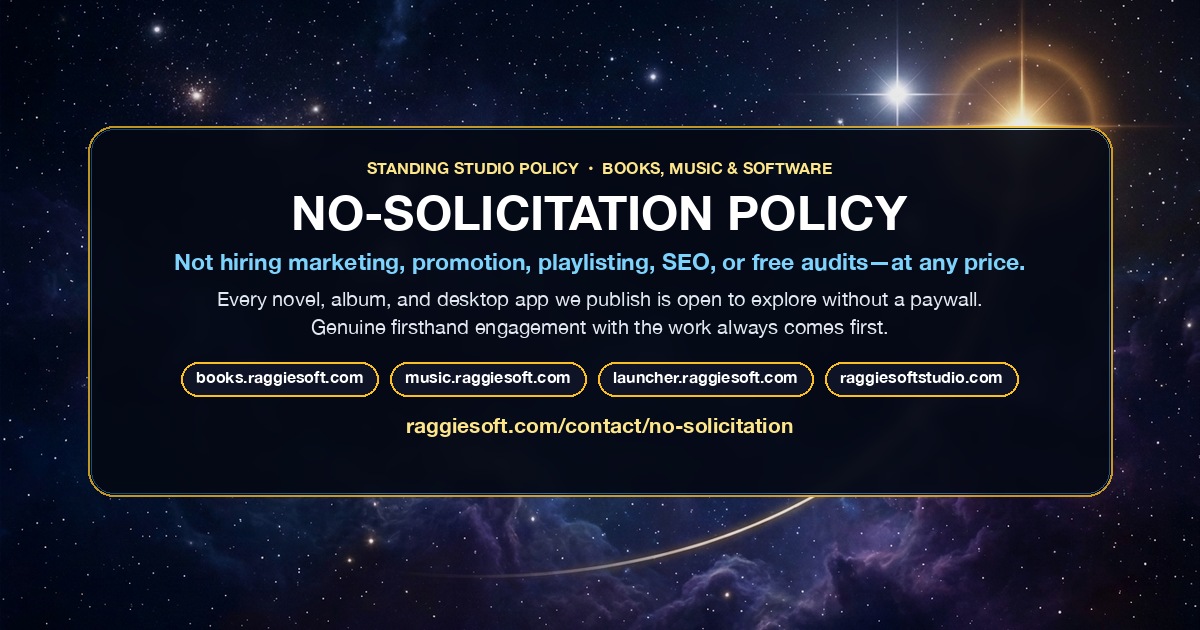 STANDING STUDIO POLICY · BOOKS, MUSIC & SOFTWARE
NO-SOLICITATION POLICY
Not hiring marketing, promotion, playlisting, SEO, or free audits—at any price.
Every novel, album, and desktop app we publish is open to explore without a paywall.
Genuine firsthand engagement with the work always comes first.
books.raggiesoft.com music.raggiesoft.com launcher.raggiesoft.com raggiesoftstudio.com
raggiesoft.com/contact/no-solicitation